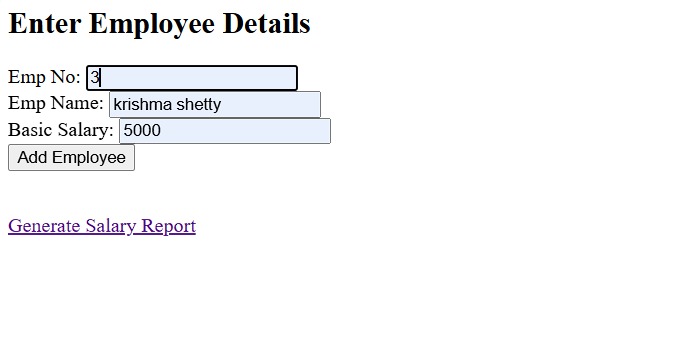 Enter Employee Details
Emp No: 3
Emp Name: krishma shetty
Basic Salary: 5000
Add Employee
Generate Salary Report